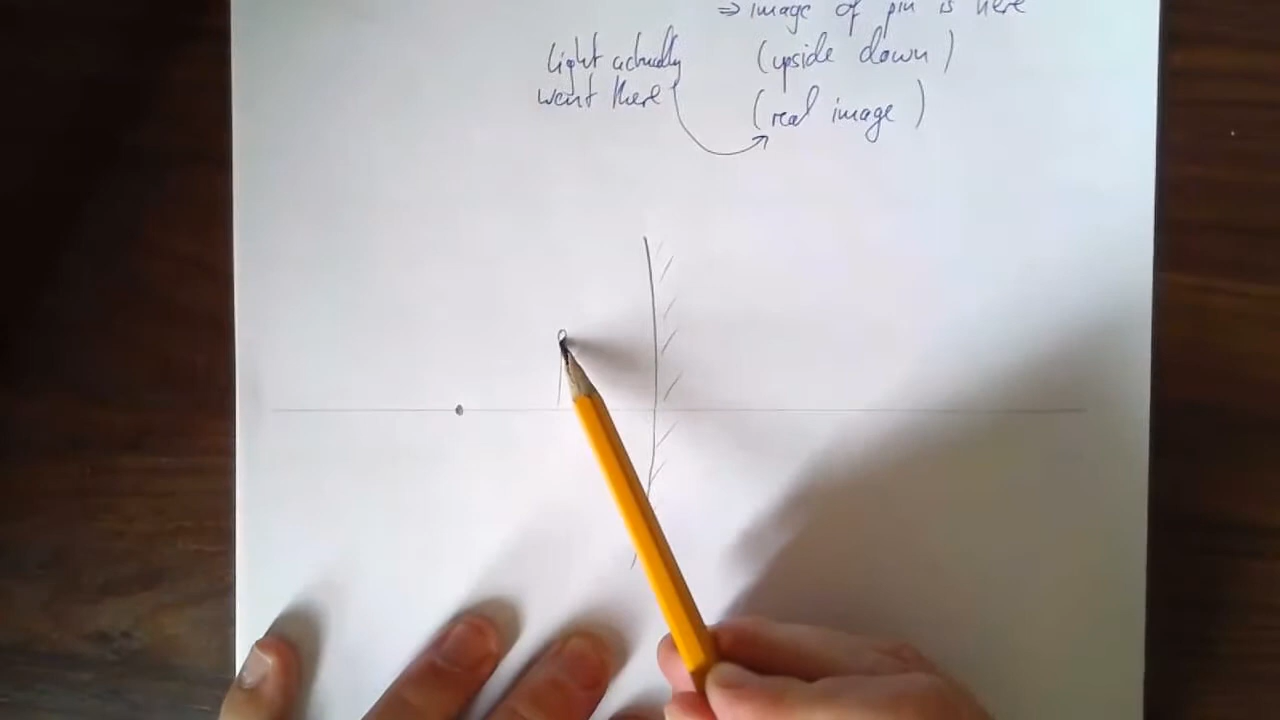 ⇒ image of pin is here
light actually
went there
(upside down)
(real image)